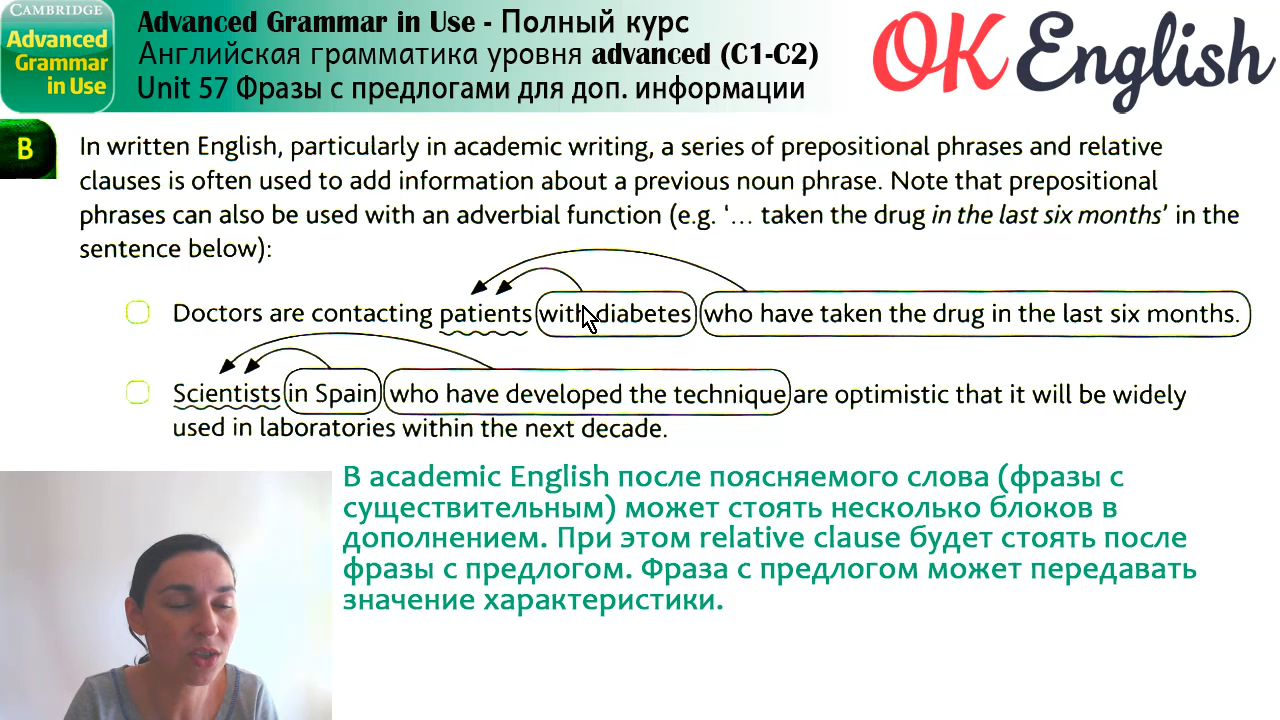 CAMBRIDGE
Advanced
Grammar
in Use
Advanced Grammar in Use - Полный курс
Английская грамматика уровня advanced (C1-C2)
Unit 57 Фразы с предлогами для доп. информации
OK English
B
In written English, particularly in academic writing, a series of prepositional phrases and relative
clauses is often used to add information about a previous noun phrase. Note that prepositional
phrases can also be used with an adverbial function (e.g. ‘… taken the drug in the last six months’ in the
sentence below):
Doctors are contacting patients with diabetes who have taken the drug in the last six months.
Scientists in Spain who have developed the technique are optimistic that it will be widely
used in laboratories within the next decade.
В academic English после поясняемого слова (фразы с
существительным) может стоять несколько блоков в
дополнением. При этом relative clause будет стоять после
фразы с предлогом. Фраза с предлогом может передавать
значение характеристики.